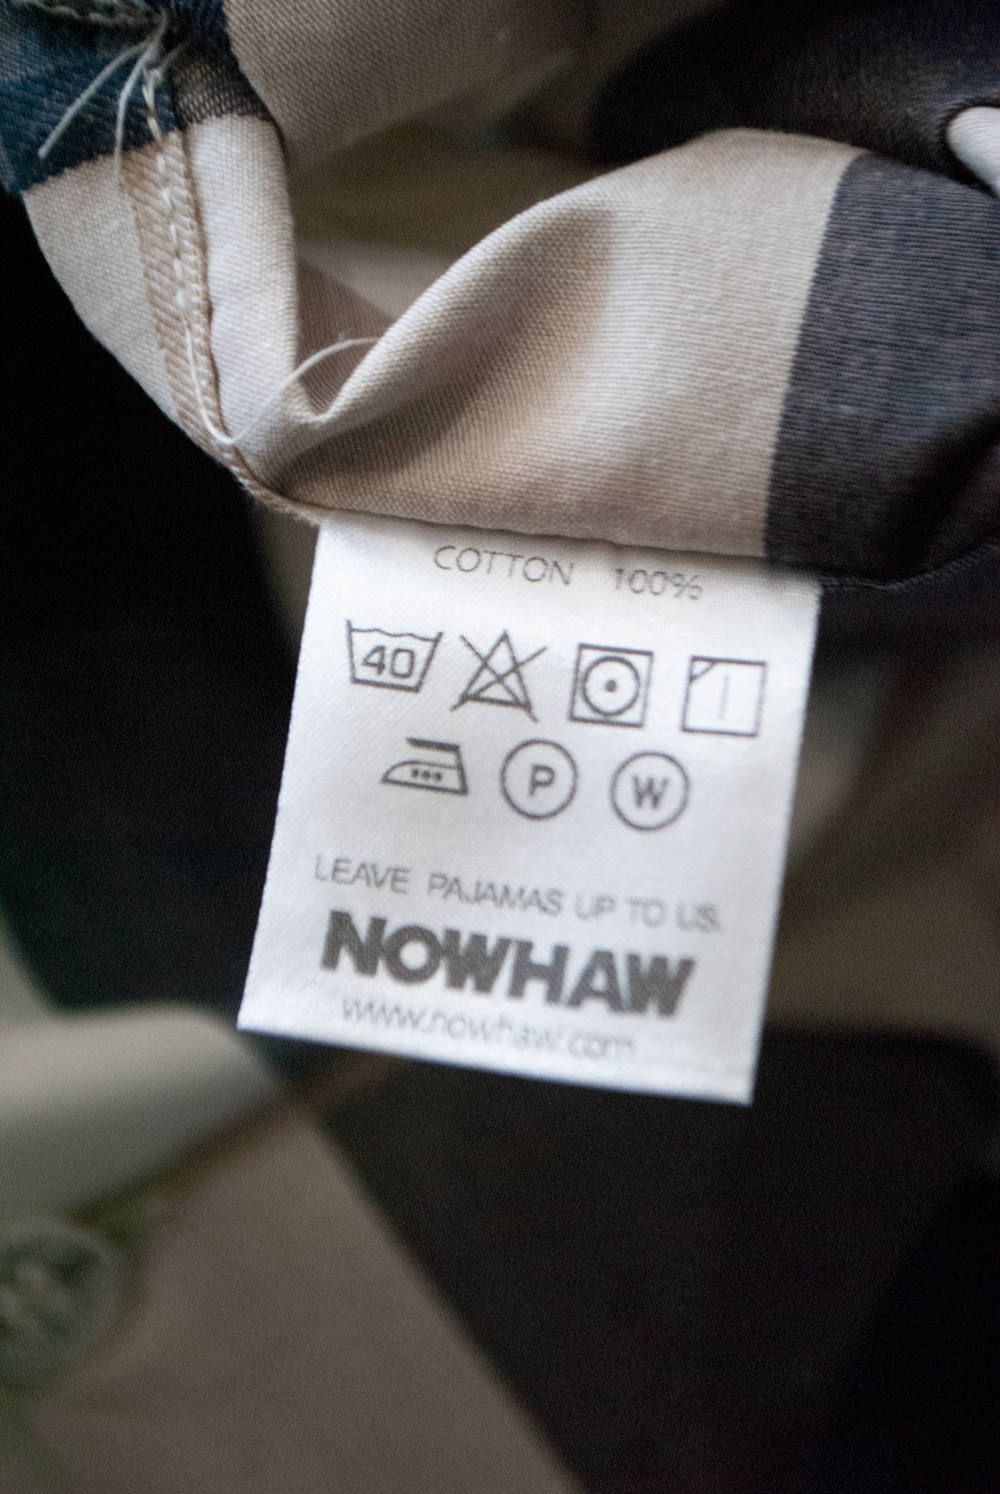 COTTON 100%
40
P W
LEAVE PAJAMAS UP TO US.
NOWHAW
www.nowhaw.com